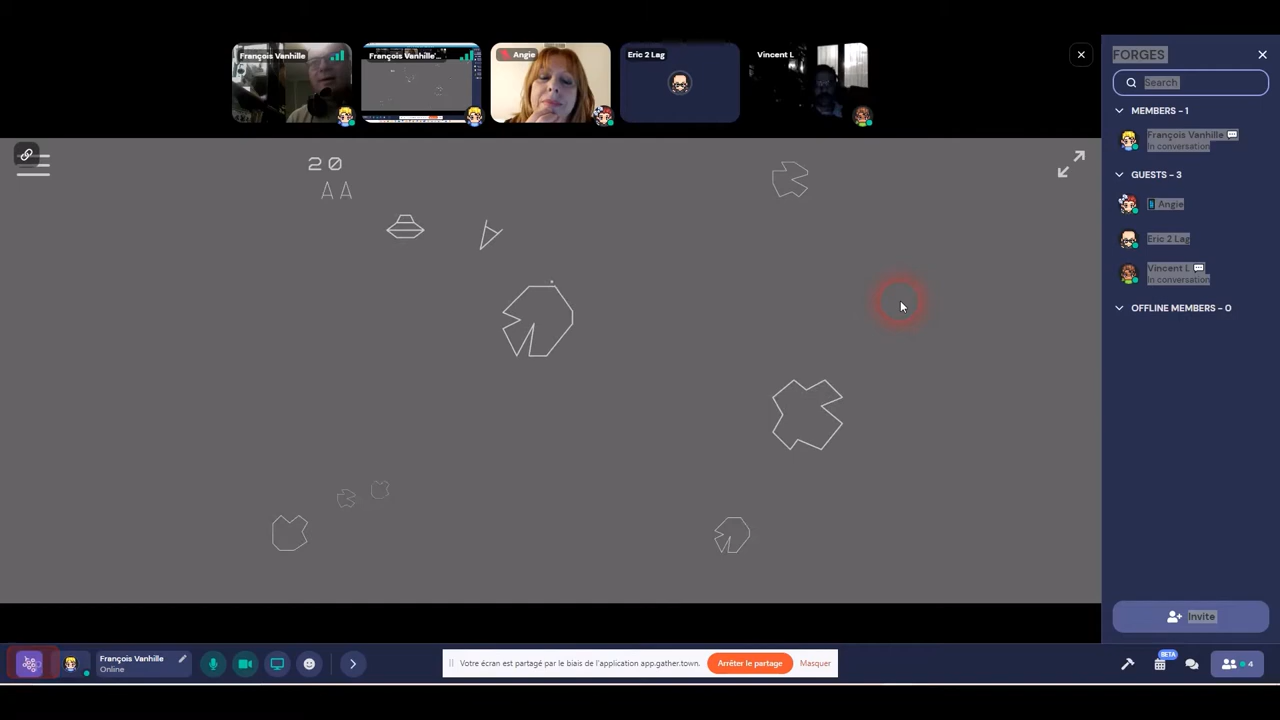 François Vanhille
François Vanhille'...
Angie
Eric 2 Lag
Vincent L
20
FORGES
Search
MEMBERS - 1
François Vanhille
In conversation
GUESTS - 3
Angie
Eric 2 Lag
Vincent L
In conversation
OFFLINE MEMBERS - 0
Invite
François Vanhille
Online
Votre écran est partagé par le biais de l'application app.gather.town.
Arrêter le partage
Masquer
BETA
4